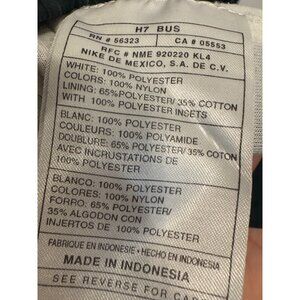 H7 BUS
RN # 56323 CA # 05553
RFC # NME 920220 KL4
NIKE DE MEXICO, S.A. DE C.V.
WHITE: 100% POLYESTER
COLORS: 100% NYLON
LINING: 65% POLYESTER/ 35% COTTON
WITH 100% POLYESTER INSETS
BLANC: 100% POLYESTER
COULEURS: 100% POLYAMIDE
DOUBLURE: 65% POLYESTER/ 35% COTON
AVEC INCRUSTATIONS DE
100% POLYESTER
BLANCO: 100% POLYESTER
COLORES: 100% NYLON
FORRO: 65% POLYESTER/
35% ALGODON CON
INJERTOS DE 100% POLYESTER
FABRIQUE EN INDONESIE • HECHO EN INDONESIA
MADE IN INDONESIA
SEE REVERSE FOR CA